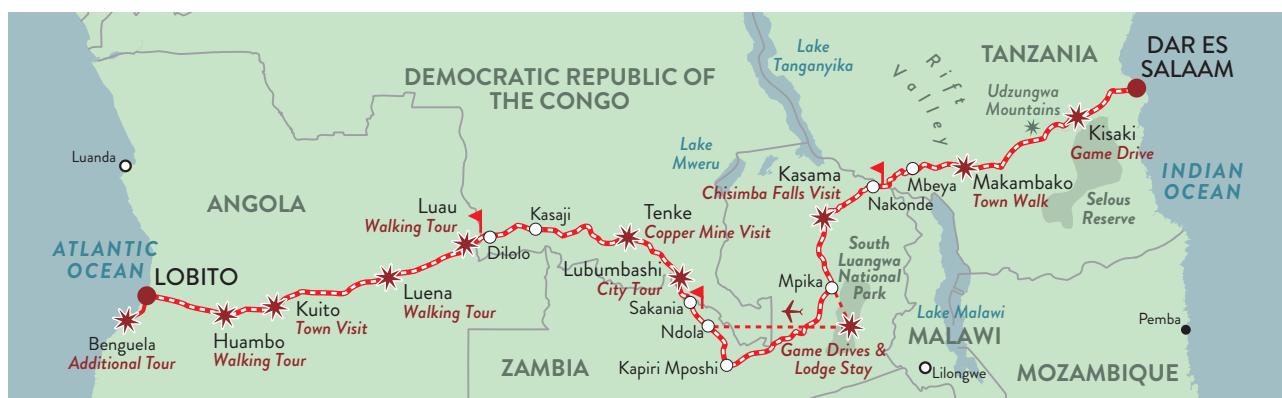 DAR ES
SALAAM
TANZANIA
Lake
Tanganyika
Rift
Valley
Udzungwa
Mountains
DEMOCRATIC REPUBLIC OF
THE CONGO
Kisaki
Game Drive
Lake
Mweru
Luanda
Kasama
Chisimba Falls Visit
Mbeya
Makambako
Town Walk
INDIAN
OCEAN
Nakonde
Selous
Reserve
ANGOLA
Luau
Walking Tour
Kasaji
Tenke
Copper Mine Visit
Dilolo
ATLANTIC
OCEAN
LOBITO
South
Luangwa
National
Park
Lubumbashi
City Tour
Mpika
Kuito
Town Visit
Luena
Walking Tour
Sakania
Ndola
Lake Malawi
Pemba
Benguela
Additional Tour
Huambo
Walking Tour
MALAWI
Game Drives &
Lodge Stay
ZAMBIA
Kapiri Mposhi
Lilongwe
MOZAMBIQUE